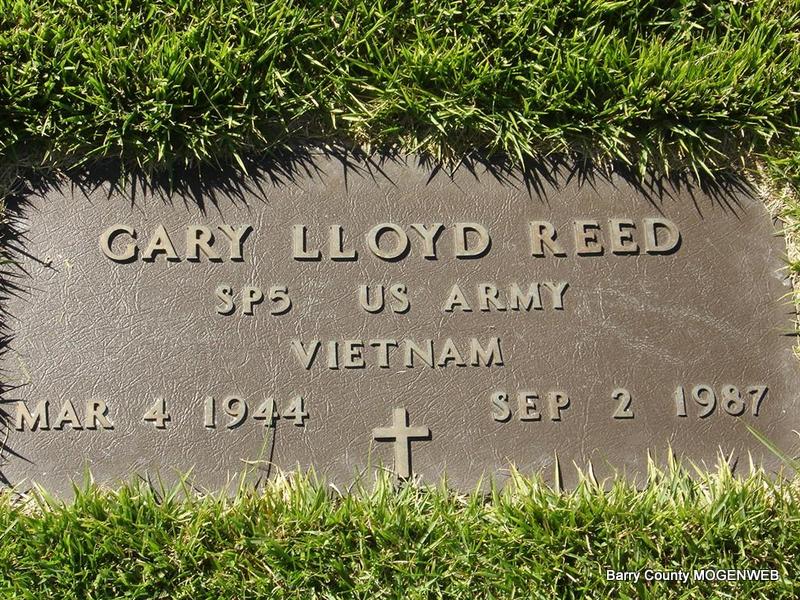 GARY LLOYD REED
SP5 US ARMY
VIETNAM
MAR 4 1944 SEP 2 1987
Barry County MOGENWEB